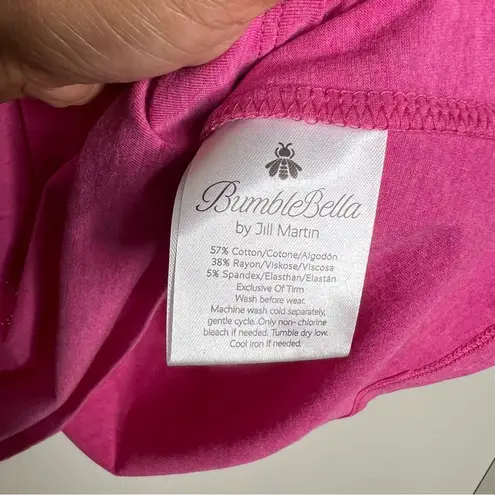 BumbleBella
by Jill Martin
57% Cotton/Cotone/Algodón
38% Rayon/Viskose/Viscosa
5% Spandex/Elasthan/Elastán
Exclusive Of Tirm
Wash before wear.
Machine wash cold separately,
gentle cycle. Only non- chlorine
bleach if needed. Tumble dry low.
Cool iron if needed.